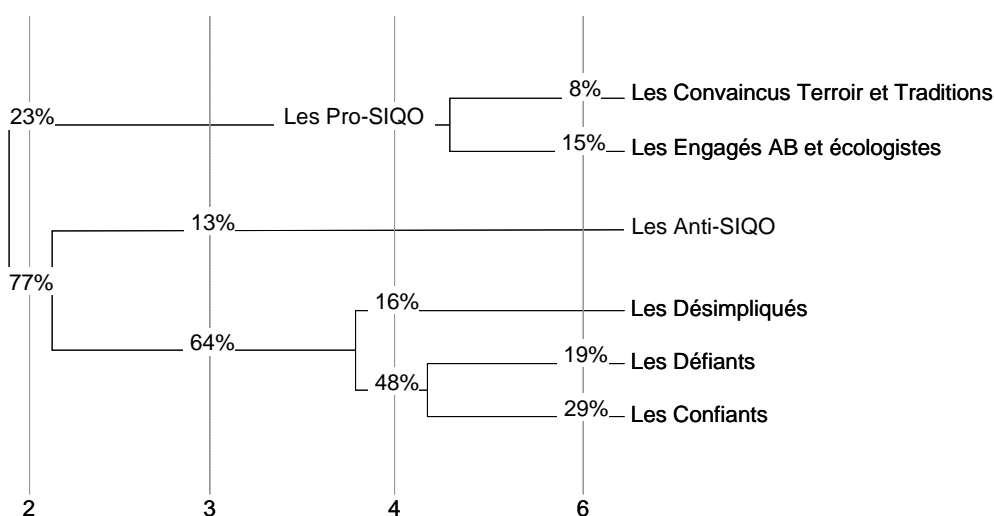 8% Les Convaincus Terroir et Traditions
23% Les Pro-SIQO
15% Les Engagés AB et écologistes
13% Les Anti-SIQO
77%
16% Les Désimpliqués
64%
19% Les Défiants
48%
29% Les Confiants
2 3 4 6